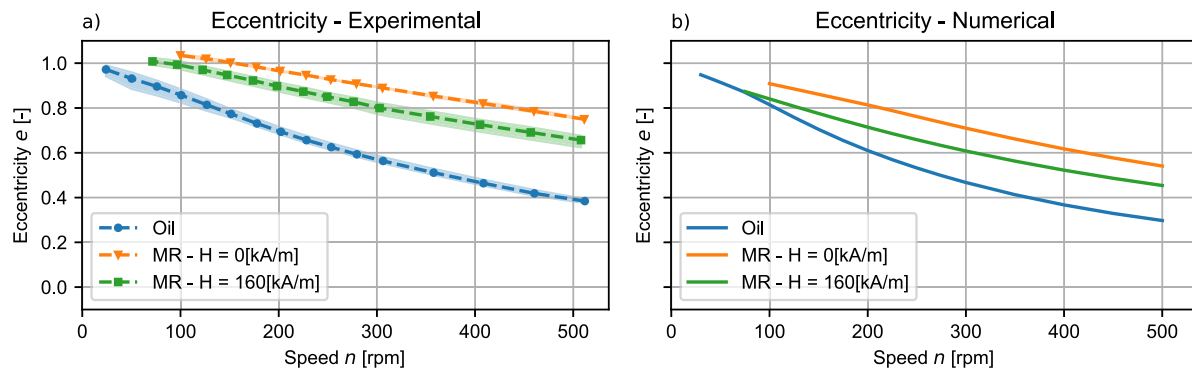 a)
Eccentricity - Experimental
Eccentricity e [-]
1.0
0.8
0.6
0.4
0.2
0.0
Oil
MR - H = 0[kA/m]
MR - H = 160[kA/m]
0 100 200 300 400 500
Speed n [rpm]
b)
Eccentricity - Numerical
Eccentricity e [-]
Oil
MR - H = 0[kA/m]
MR - H = 160[kA/m]
0 100 200 300 400 500
Speed n [rpm]